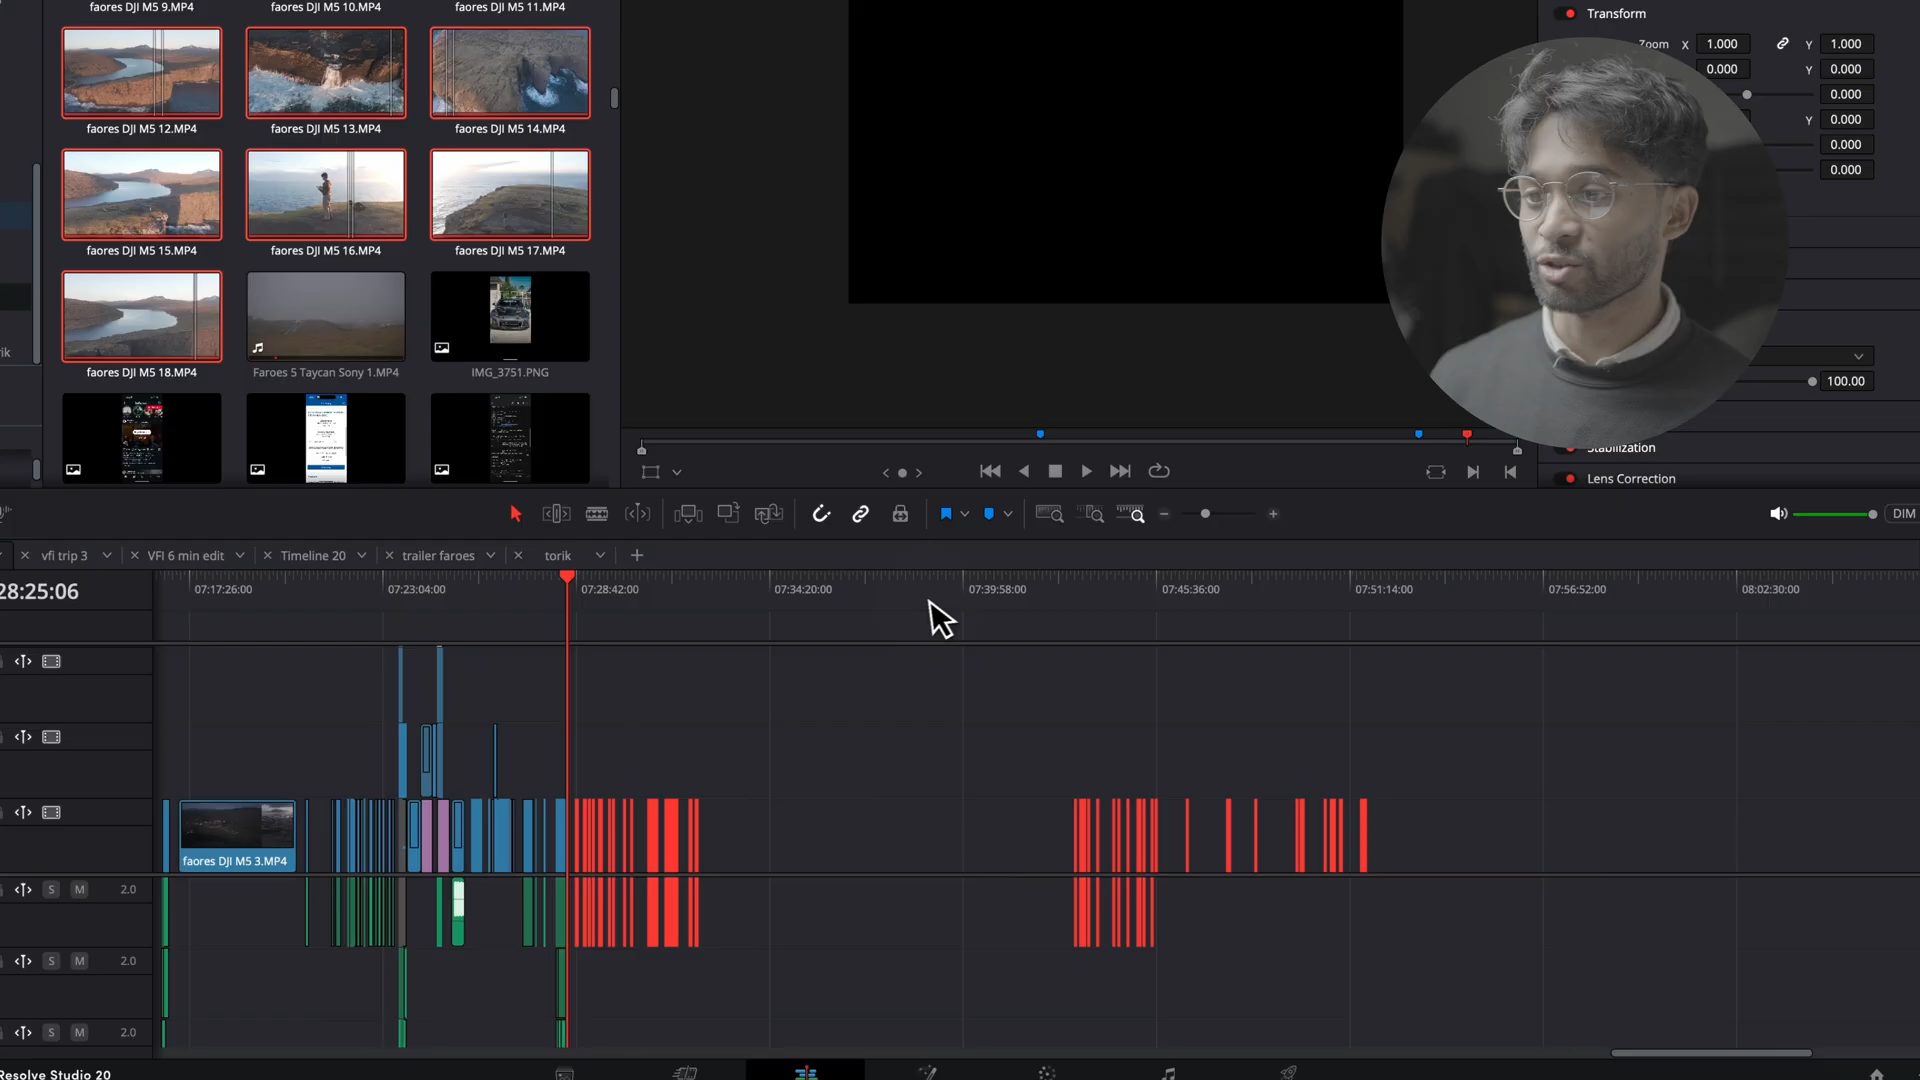 faores DJI M5 9.MP4
faores DJI M5 10.MP4
faores DJI M5 11.MP4
faores DJI M5 12.MP4
faores DJI M5 13.MP4
faores DJI M5 14.MP4
faores DJI M5 15.MP4
faores DJI M5 16.MP4
faores DJI M5 17.MP4
faores DJI M5 18.MP4
Faroes 5 Taycan Sony 1.MP4
IMG_3751.PNG
rik
Transform
Zoom X 1.000 Y 1.000
0.000 Y 0.000
0.000
Y 0.000
0.000
0.000
100.00
Stabilization
Lens Correction
DIM
vfi trip 3
VFI 6 min edit
Timeline 20
trailer faroes
torik
28:25:06
07:17:26:00
07:23:04:00
07:28:42:00
07:34:20:00
07:39:58:00
07:45:36:00
07:51:14:00
07:56:52:00
08:02:30:00
faores DJI M5 3.MP4
S M 2.0
S M 2.0
S M 2.0
Resolve Studio 20